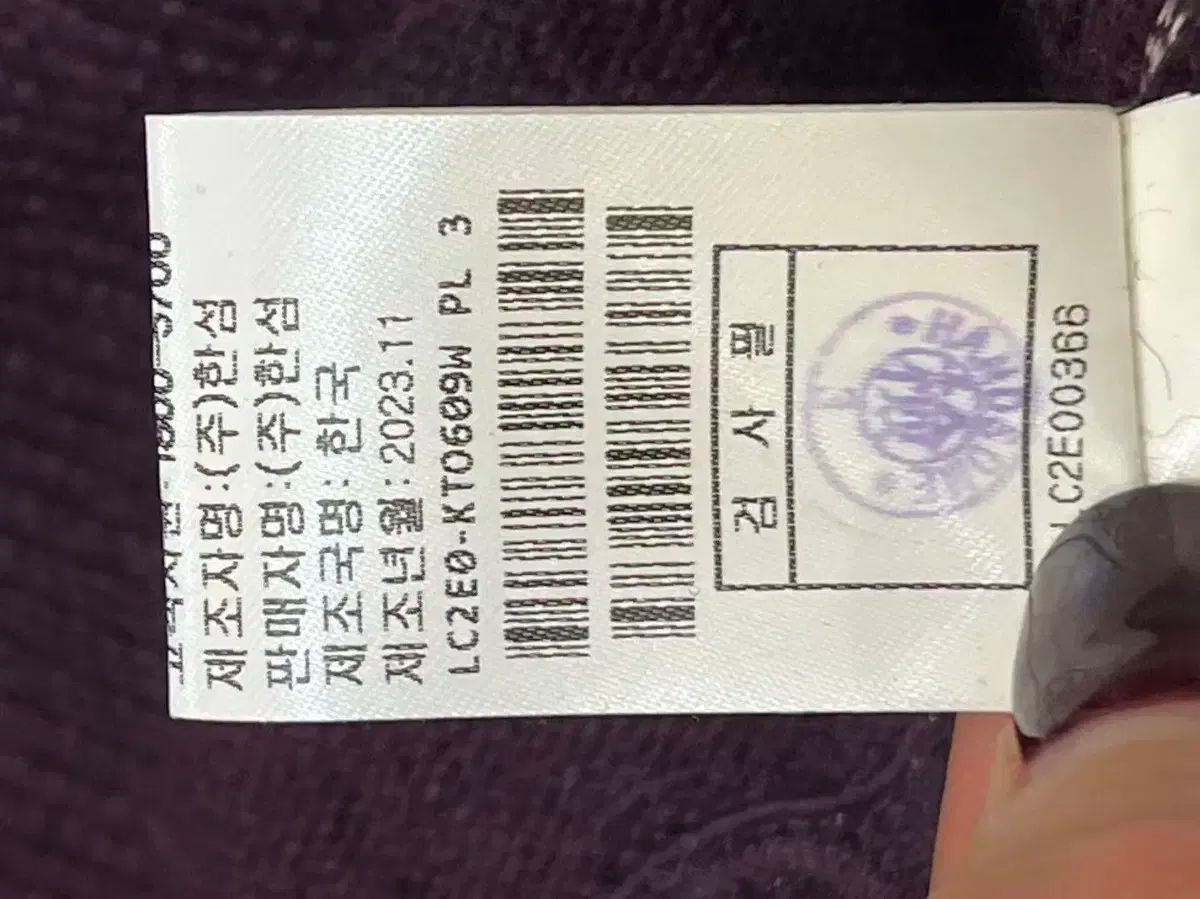 제조자명:(주)한섬
판매자명:(주)한섬
제조국명:한국
제조년월:2023.11
LC2E0-KTO609W PL 3
검 사 필
HANDSOME
LC2E00366